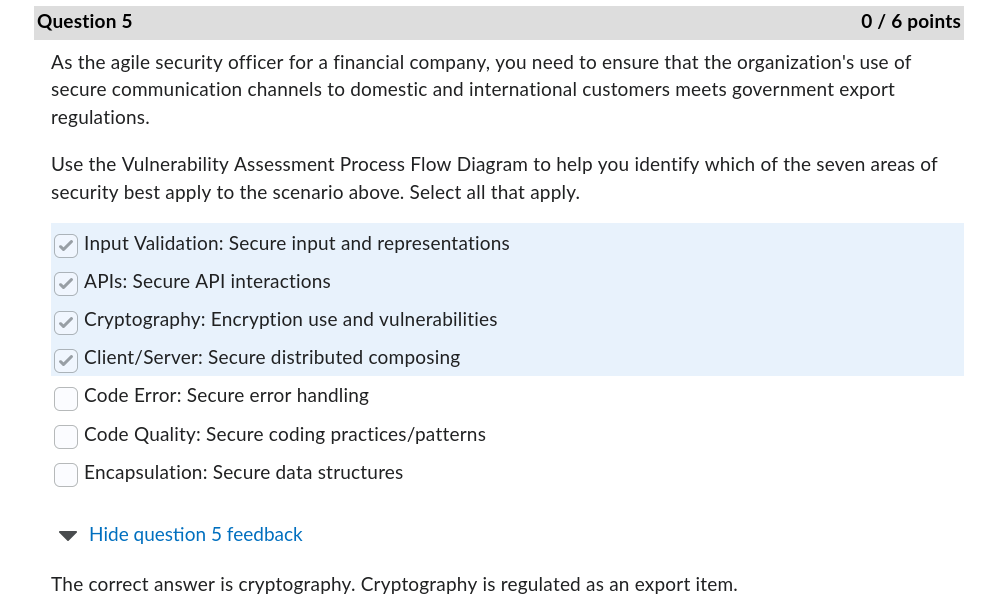 Question 5 0 / 6 points
As the agile security officer for a financial company, you need to ensure that the organization's use of
secure communication channels to domestic and international customers meets government export
regulations.
Use the Vulnerability Assessment Process Flow Diagram to help you identify which of the seven areas of
security best apply to the scenario above. Select all that apply.
Input Validation: Secure input and representations
APIs: Secure API interactions
Cryptography: Encryption use and vulnerabilities
Client/Server: Secure distributed composing
Code Error: Secure error handling
Code Quality: Secure coding practices/patterns
Encapsulation: Secure data structures
Hide question 5 feedback
The correct answer is cryptography. Cryptography is regulated as an export item.